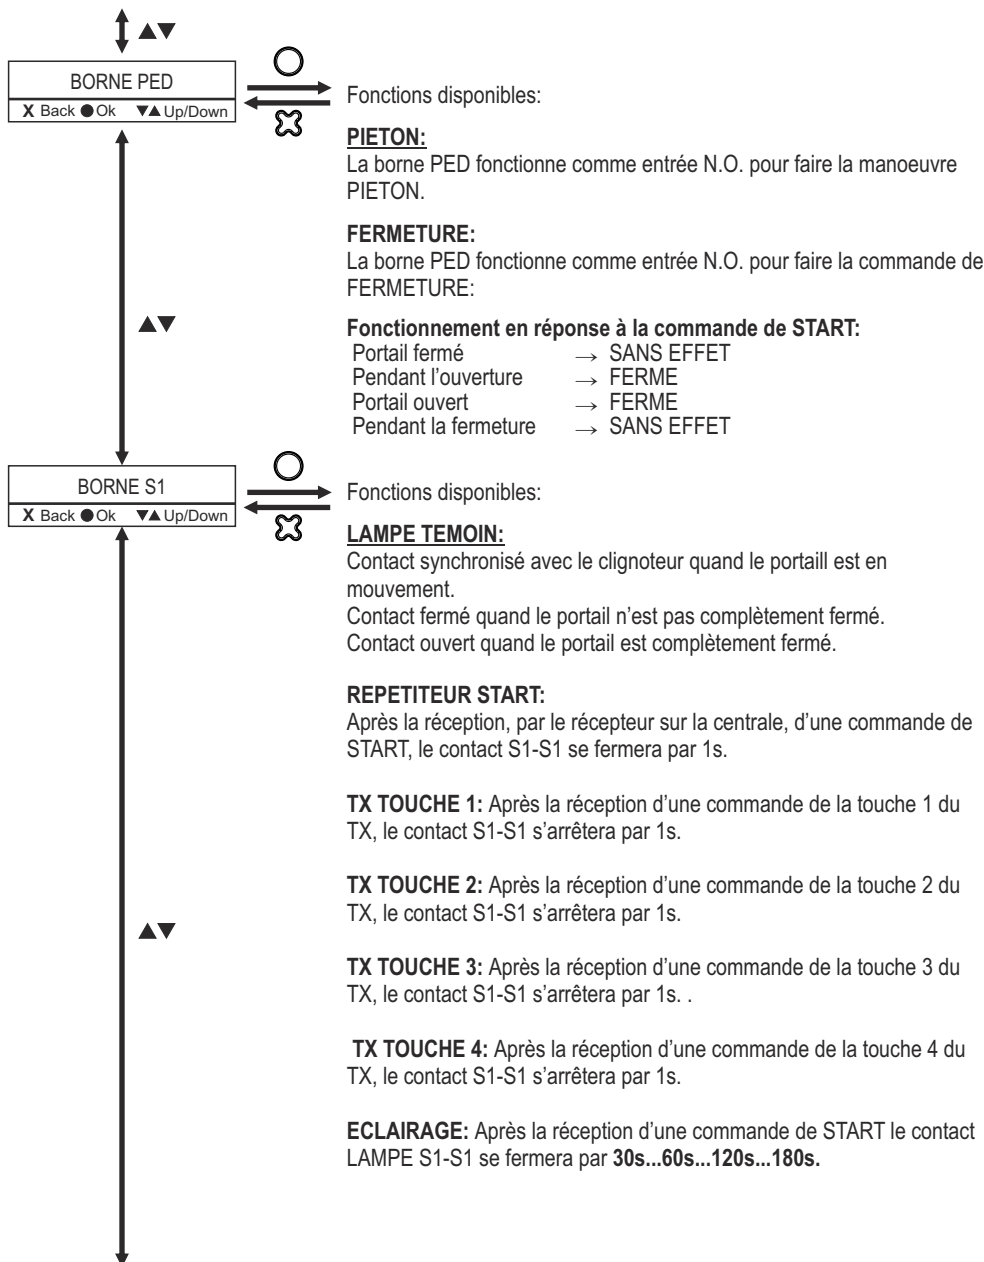 ▲▼
BORNE PED
X Back ●Ok ▼▲Up/Down
Fonctions disponibles:
PIETON:
La borne PED fonctionne comme entrée N.O. pour faire la manoeuvre
PIETON.
FERMETURE:
La borne PED fonctionne comme entrée N.O. pour faire la commande de
FERMETURE:
▲▼
Fonctionnement en réponse à la commande de START:
Portail fermé → SANS EFFET
Pendant l'ouverture → FERME
Portail ouvert → FERME
Pendant la fermeture → SANS EFFET
BORNE S1
X Back ●Ok ▼▲Up/Down
Fonctions disponibles:
LAMPE TEMOIN:
Contact synchronisé avec le clignoteur quand le portaill est en
mouvement.
Contact fermé quand le portail n'est pas complètement fermé.
Contact ouvert quand le portail est complètement fermé.
REPETITEUR START:
Après la réception, par le récepteur sur la centrale, d'une commande de
START, le contact S1-S1 se fermera par 1s.
TX TOUCHE 1: Après la réception d'une commande de la touche 1 du
TX, le contact S1-S1 s'arrêtera par 1s.
TX TOUCHE 2: Après la réception d'une commande de la touche 2 du
TX, le contact S1-S1 s'arrêtera par 1s.
▲▼
TX TOUCHE 3: Après la réception d'une commande de la touche 3 du
TX, le contact S1-S1 s'arrêtera par 1s. .
TX TOUCHE 4: Après la réception d'une commande de la touche 4 du
TX, le contact S1-S1 s'arrêtera par 1s.
ECLAIRAGE: Après la réception d'une commande de START le contact
LAMPE S1-S1 se fermera par 30s...60s...120s...180s.